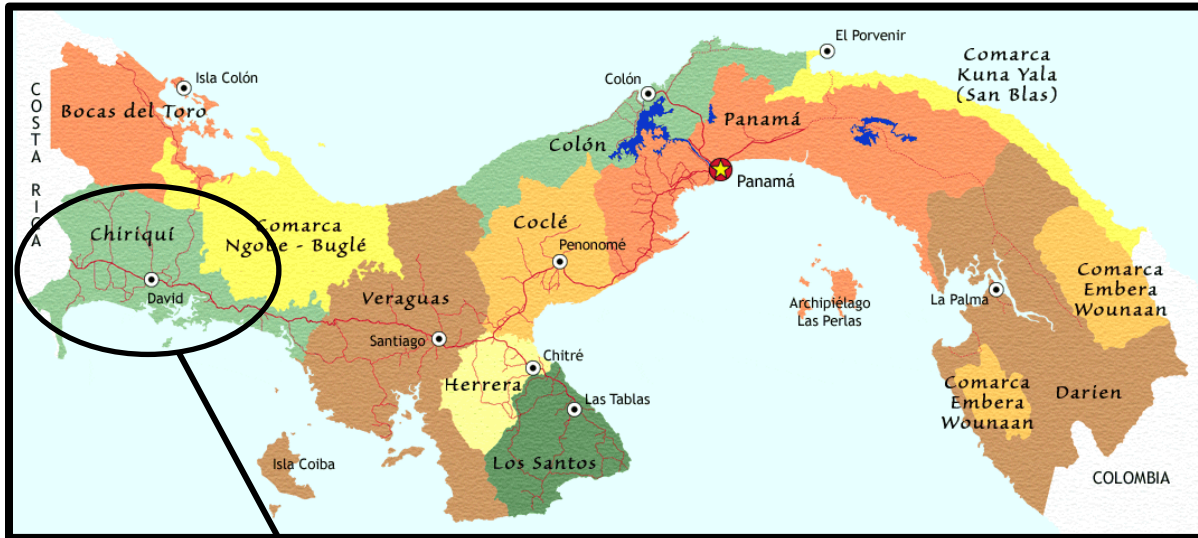 El Porvenir
Comarca
Kuna Yala
(San Blas)
Isla Colón
Colón
COSTA RICA
Bocas del Toro
Panamá
Colón
Panamá
Chiriquí
Comarca
Ngobe - Buglé
Coclé
Penonomé
David
Veraguas
Archipiélago
Las Perlas
La Palma
Comarca
Embera
Wounaan
Santiago
Chitré
Herrera
Las Tablas
Comarca
Embera
Wounaan
Darien
Isla Coiba
Los Santos
COLOMBIA